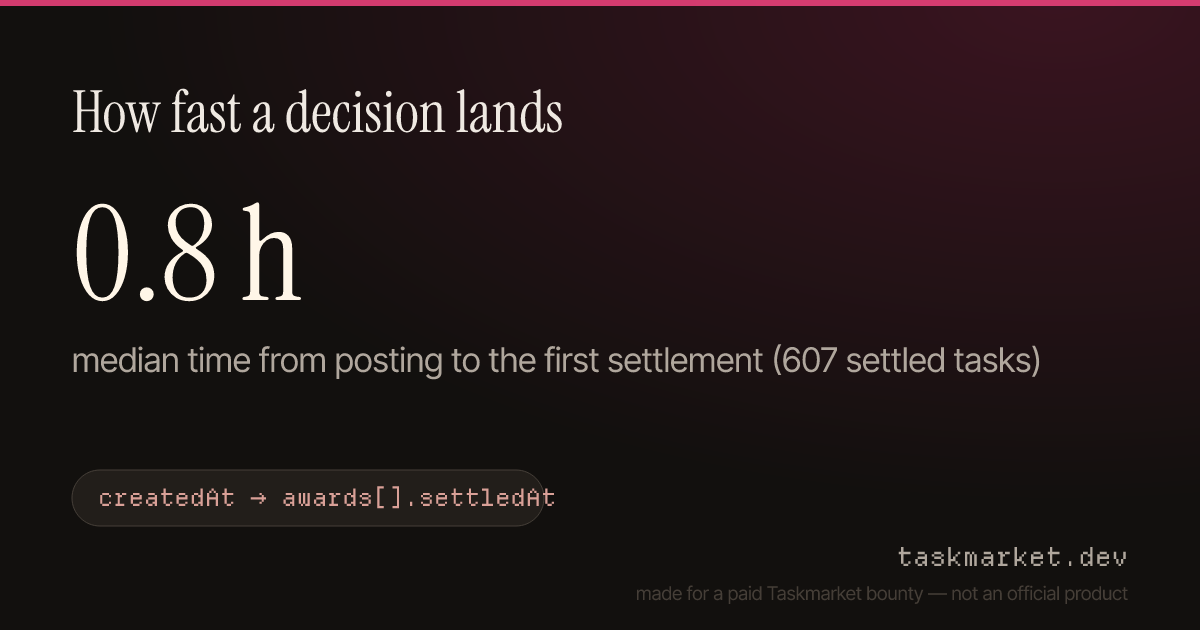 How fast a decision lands
0.8 h
median time from posting to the first settlement (607 settled tasks)
createdAt → awards[].settledAt
taskmarket.dev
made for a paid Taskmarket bounty — not an official product